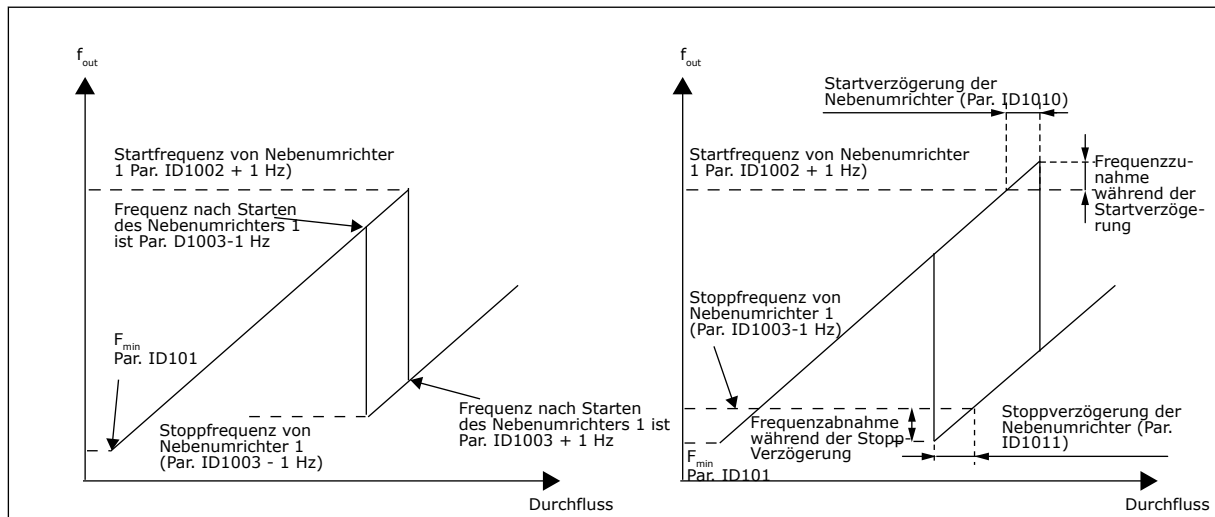 f out
Startfrequenz von Nebenumrichter
1 Par. ID1002 + 1 Hz)
Frequenz nach Starten
des Nebenumrichters 1
ist Par. D1003-1 Hz
F min
Par. ID101
Stoppfrequenz von
Nebenumrichter 1
(Par. ID1003 - 1 Hz)
Frequenz nach Starten
des Nebenumrichters 1 ist
Par. ID1003 + 1 Hz
Durchfluss
f out
Startverzögerung der
Nebenumrichter (Par. ID1010)
Startfrequenz von Nebenumrichter
1 Par. ID1002 + 1 Hz)
Frequenzzu-
nahme
während der
Startverzöge-
rung
Stoppfrequenz von
Nebenumrichter 1
(Par. ID1003-1 Hz)
Frequenzabnahme
während der Stopp-
Verzögerung
Stoppverzögerung der
Nebenumrichter (Par.
ID1011)
F min
Par. ID101
Durchfluss